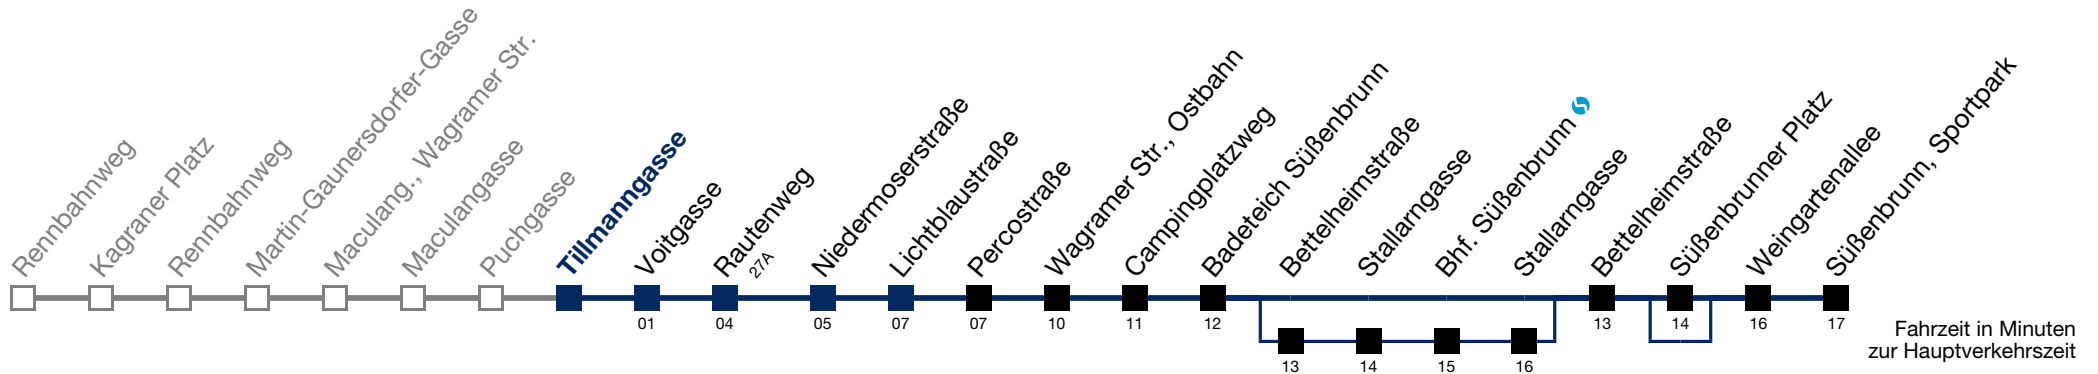 Rennbahnweg
Kagraner Platz
Rennbahnweg
Martin-Gaunersdorfer-Gasse
Maculang., Wagramer Str.
Maculangasse
Puchgasse
Tillmanngasse
Voitgasse
Rautenweg
27A
Niedermoserstraße
Lichtblaustraße
Percostraße
Wagramer Str., Ostbahn
Campingplatzweg
Badeteich Süßenbrunn
Bettelheimstraße
Stallarngasse
Bhf. Süßenbrunn
Stallarngasse
Bettelheimstraße
Süßenbrunner Platz
Weingartenallee
Süßenbrunn, Sportpark
01 04 05 07 07 10 11 12 13 14 16 17
13 14 15 16
Fahrzeit in Minuten
zur Hauptverkehrszeit